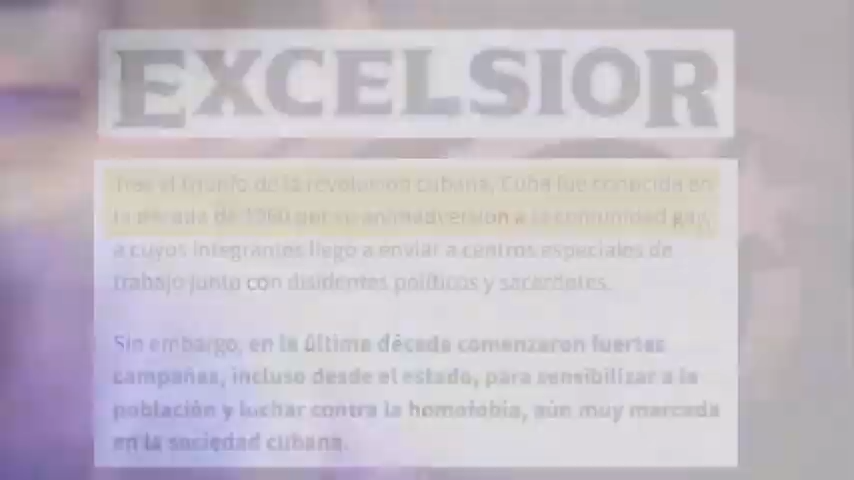 EXCELSIOR
Tras el triunfo de la revolución cubana, Cuba fue conocida en
la década de 1960 por su animadversión a la comunidad gay,
a cuyos integrantes llegó a enviar a centros especiales de
trabajo junto con disidentes políticos y sacerdotes.
Sin embargo, en la última década comenzaron fuertes
campañas, incluso desde el estado, para sensibilizar a la
población y luchar contra la homofobia, aún muy marcada
en la sociedad cubana.